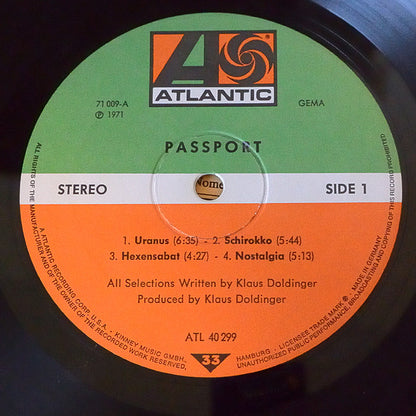 ATLANTIC
71 009-A
℗ 1971
GEMA
PASSPORT
STEREO
Nome
SIDE 1
1. Uranus (6:35) - 2. Schirokko (5:44)
3. Hexensabat (4:27) - 4. Nostalgia (5:13)
All Selections Written by Klaus Doldinger
Produced by Klaus Doldinger
ATL 40 299
33
ALL RIGHTS OF THE MANUFACTURER AND OF THE OWNER OF THE RECORDED WORK RESERVED.
A ATLANTIC RECORDING CORP. U.S.A. - KINNEY MUSIC GMBH.
HAMBURG - LICENSEES TRADE MARK ® MADE IN GERMANY
UNAUTHORIZED PUBLIC PERFORMANCE BROADCASTING AND COPYING OF THIS RECORD PROHIBITED